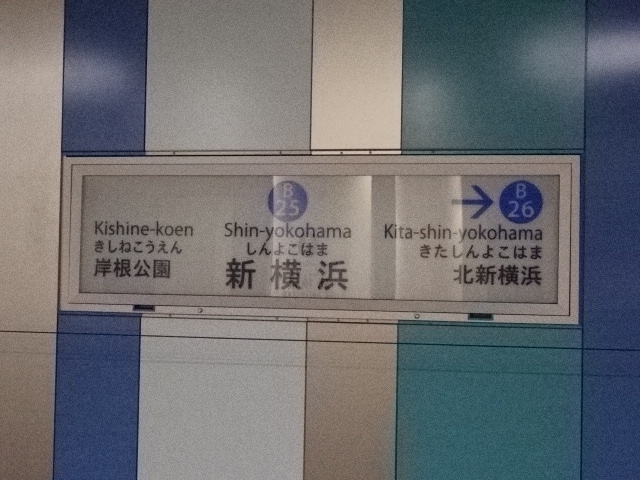 Kishine-koen
きしねこうえん
岸根公園
B
25
Shin-yokohama
しんよこはま
新横浜
→ B
26
Kita-shin-yokohama
きたしんよこはま
北新横浜